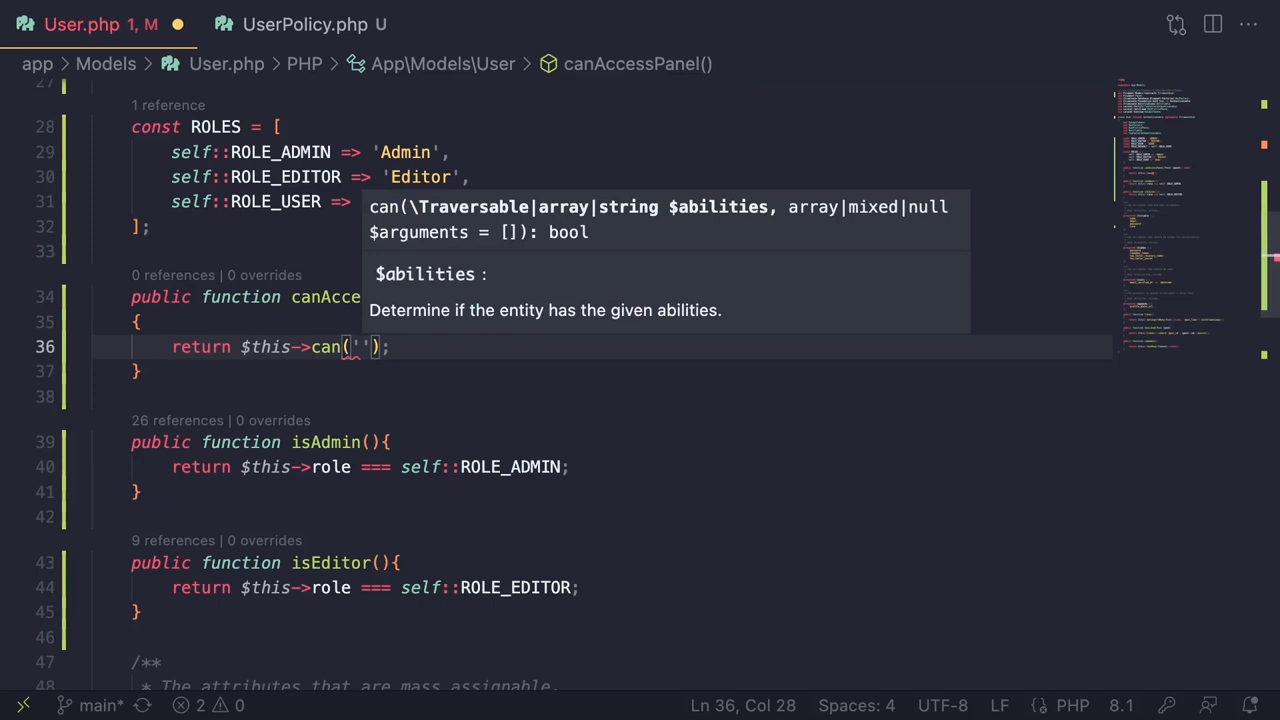 User.php 1, M
UserPolicy.php U
app > Models > User.php > PHP > App\Models\User > canAccessPanel()
27
1 reference
28 const ROLES = [
29 self::ROLE_ADMIN => 'Admin',
30 self::ROLE_EDITOR => 'Editor',
31 self::ROLE_USER =>
can(\Traversable|array|string $abilities, array|mixed|null
32 ];
$arguments = []): bool
33
$abilities :
0 references | 0 overrides
34 public function canAcce
Determine if the entity has the given abilities.
35 {
36 return $this->can('');
37 }
38
26 references | 0 overrides
39 public function isAdmin(){
40 return $this->role === self::ROLE_ADMIN;
41 }
42
9 references | 0 overrides
43 public function isEditor(){
44 return $this->role === self::ROLE_EDITOR;
45 }
46
47 /**
48 * The attributes that are mass assignable.
main* 2 0 Ln 36, Col 28 Spaces: 4 UTF-8 LF PHP 8.1